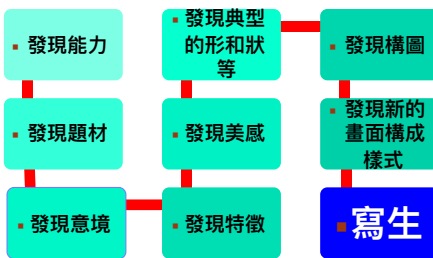 ▪ 發現能力
▪ 發現題材
▪ 發現意境
▪ 發現特徵
▪ 發現美感
▪ 發現典型
的形和狀
等
▪ 發現構圖
▪ 發現新的
畫面構成
樣式
▪ 寫生